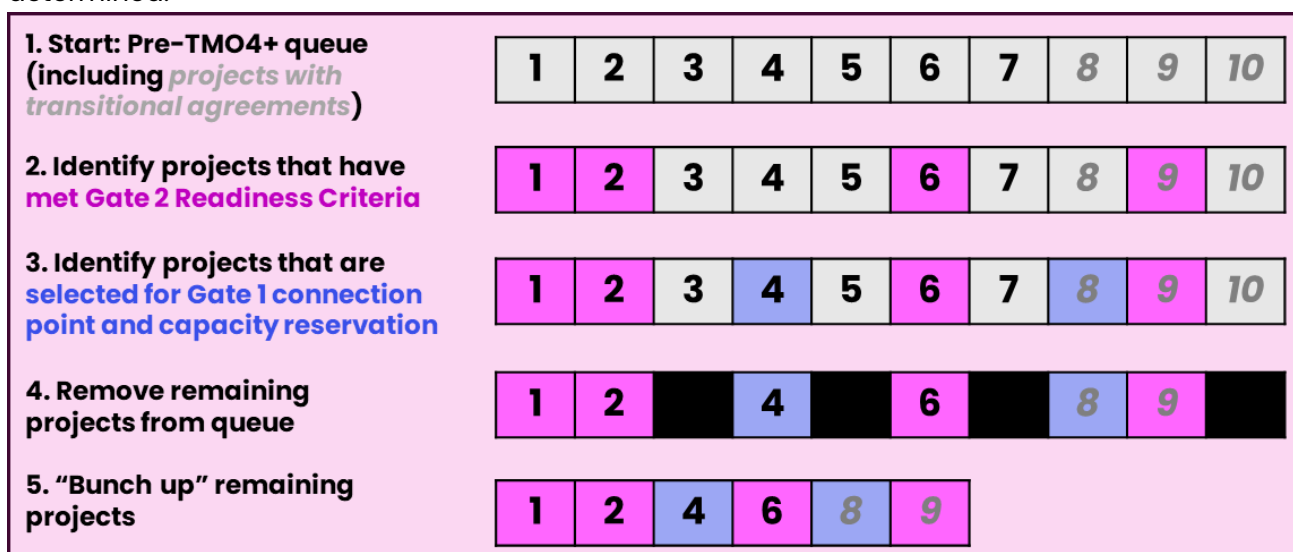 1. Start: Pre-TMO4+ queue
(including projects with
transitional agreements)
1 2 3 4 5 6 7 8 9 10
2. Identify projects that have
met Gate 2 Readiness Criteria
1 2 3 4 5 6 7 8 9 10
3. Identify projects that are
selected for Gate 1 connection
point and capacity reservation
1 2 3 4 5 6 7 8 9 10
4. Remove remaining
projects from queue
1 2 4 6 8 9
5. “Bunch up” remaining
projects
1 2 4 6 8 9